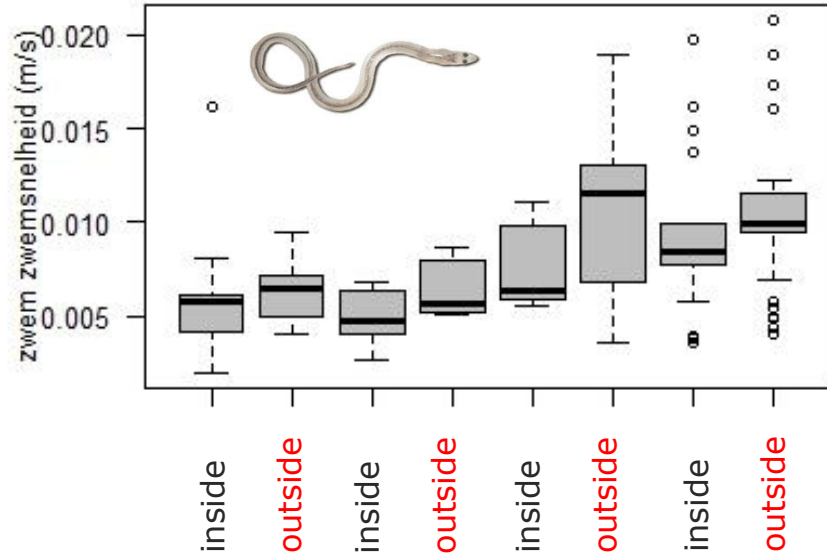 zwem zwemsnelheid (m/s)
0.020
0.015
0.010
0.005
inside
outside
inside
outside
inside
outside
inside
outside